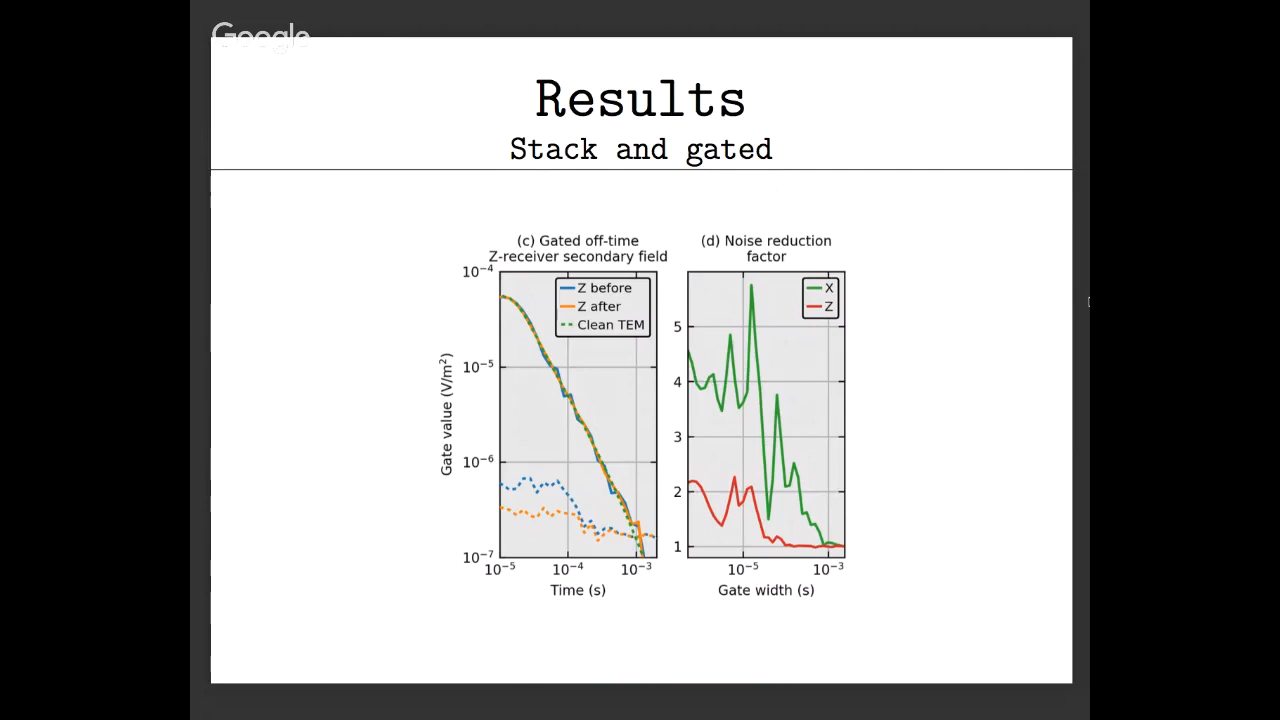 Google
Results
Stack and gated
(c) Gated off-time
Z-receiver secondary field
(d) Noise reduction
factor
Z before
Z after
Clean TEM
X
Z
Gate value (V/m²)
10⁻⁴
10⁻⁵
10⁻⁶
10⁻⁷
10⁻⁵
10⁻⁴
10⁻³
Time (s)
5
4
3
2
1
10⁻⁵
10⁻³
Gate width (s)